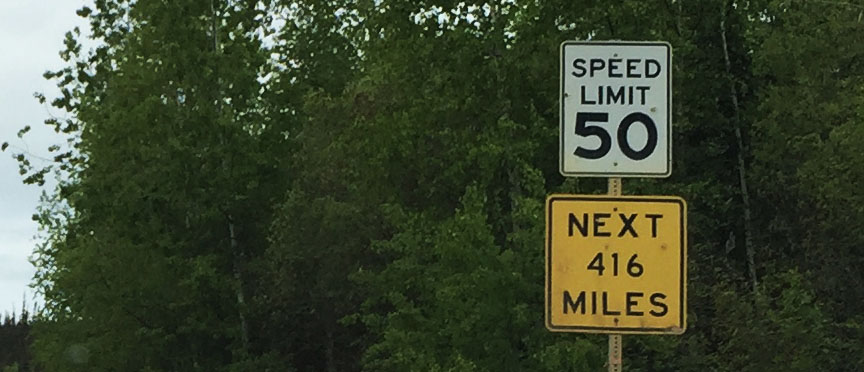 SPEED
LIMIT
50
NEXT
416
MILES